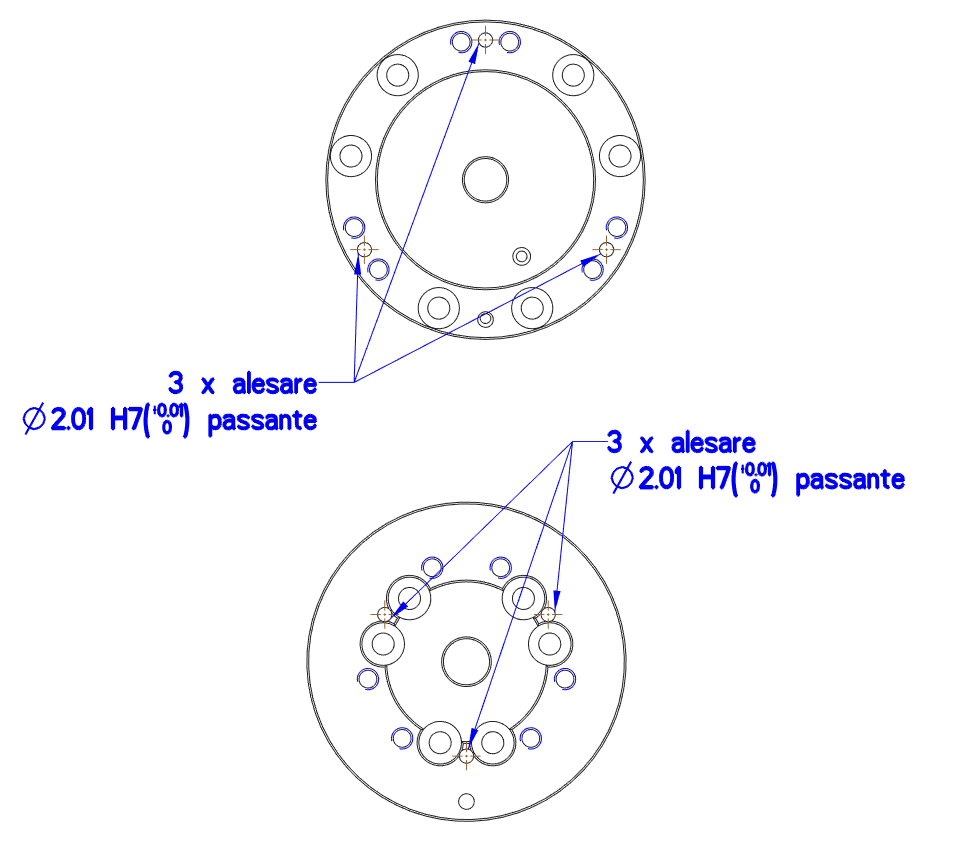 3 x alesare
∅2.01 H7(+0.01 0) passante
3 x alesare
∅2.01 H7(+0.01 0) passante